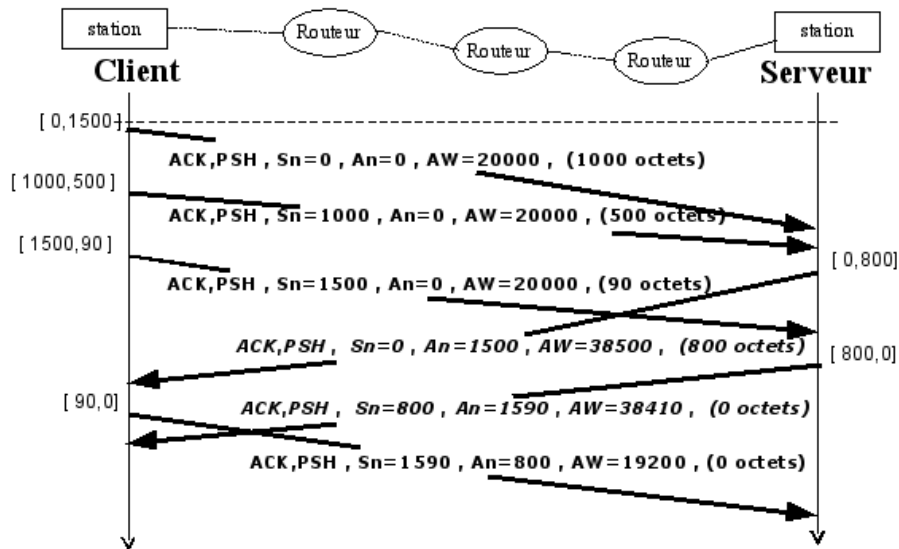 station
Routeur
Routeur
Routeur
station
Client
Serveur
[ 0,1500]
ACK,PSH , Sn=0 , An=0 , AW=20000 , (1000 octets)
[ 1000,500]
ACK,PSH , Sn=1000 , An=0 , AW=20000 , (500 octets)
[ 1500,90]
[ 0,800]
ACK,PSH , Sn=1500 , An=0 , AW=20000 , (90 octets)
ACK,PSH , Sn=0 , An=1500 , AW=38500 , (800 octets)
[ 800,0]
[ 90,0]
ACK,PSH , Sn=800 , An=1590 , AW=38410 , (0 octets)
ACK,PSH , Sn=1590 , An=800 , AW=19200 , (0 octets)